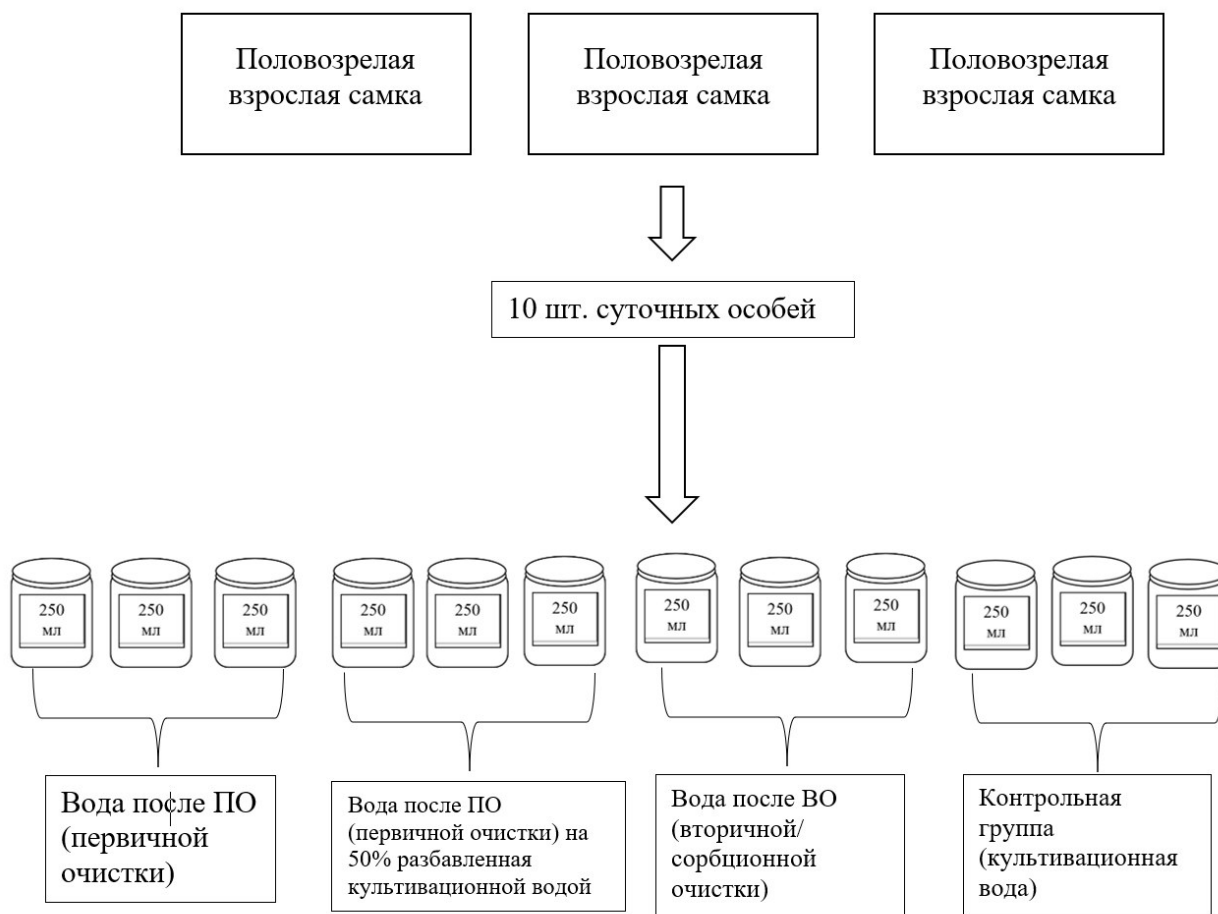 Половозрелая
взрослая самка
Половозрелая
взрослая самка
Половозрелая
взрослая самка
10 шт. суточных особей
250
мл
250
мл
250
мл
250
мл
250
мл
250
мл
250
мл
250
мл
250
мл
250
мл
250
мл
250
мл
Вода после ПО
(первичной
очистки)
Вода после ПО
(первичной очистки) на
50% разбавленная
культивационной водой
Вода после ВО
(вторичной/
сорбционной
очистки)
Контрольная
группа
(культивационная
вода)